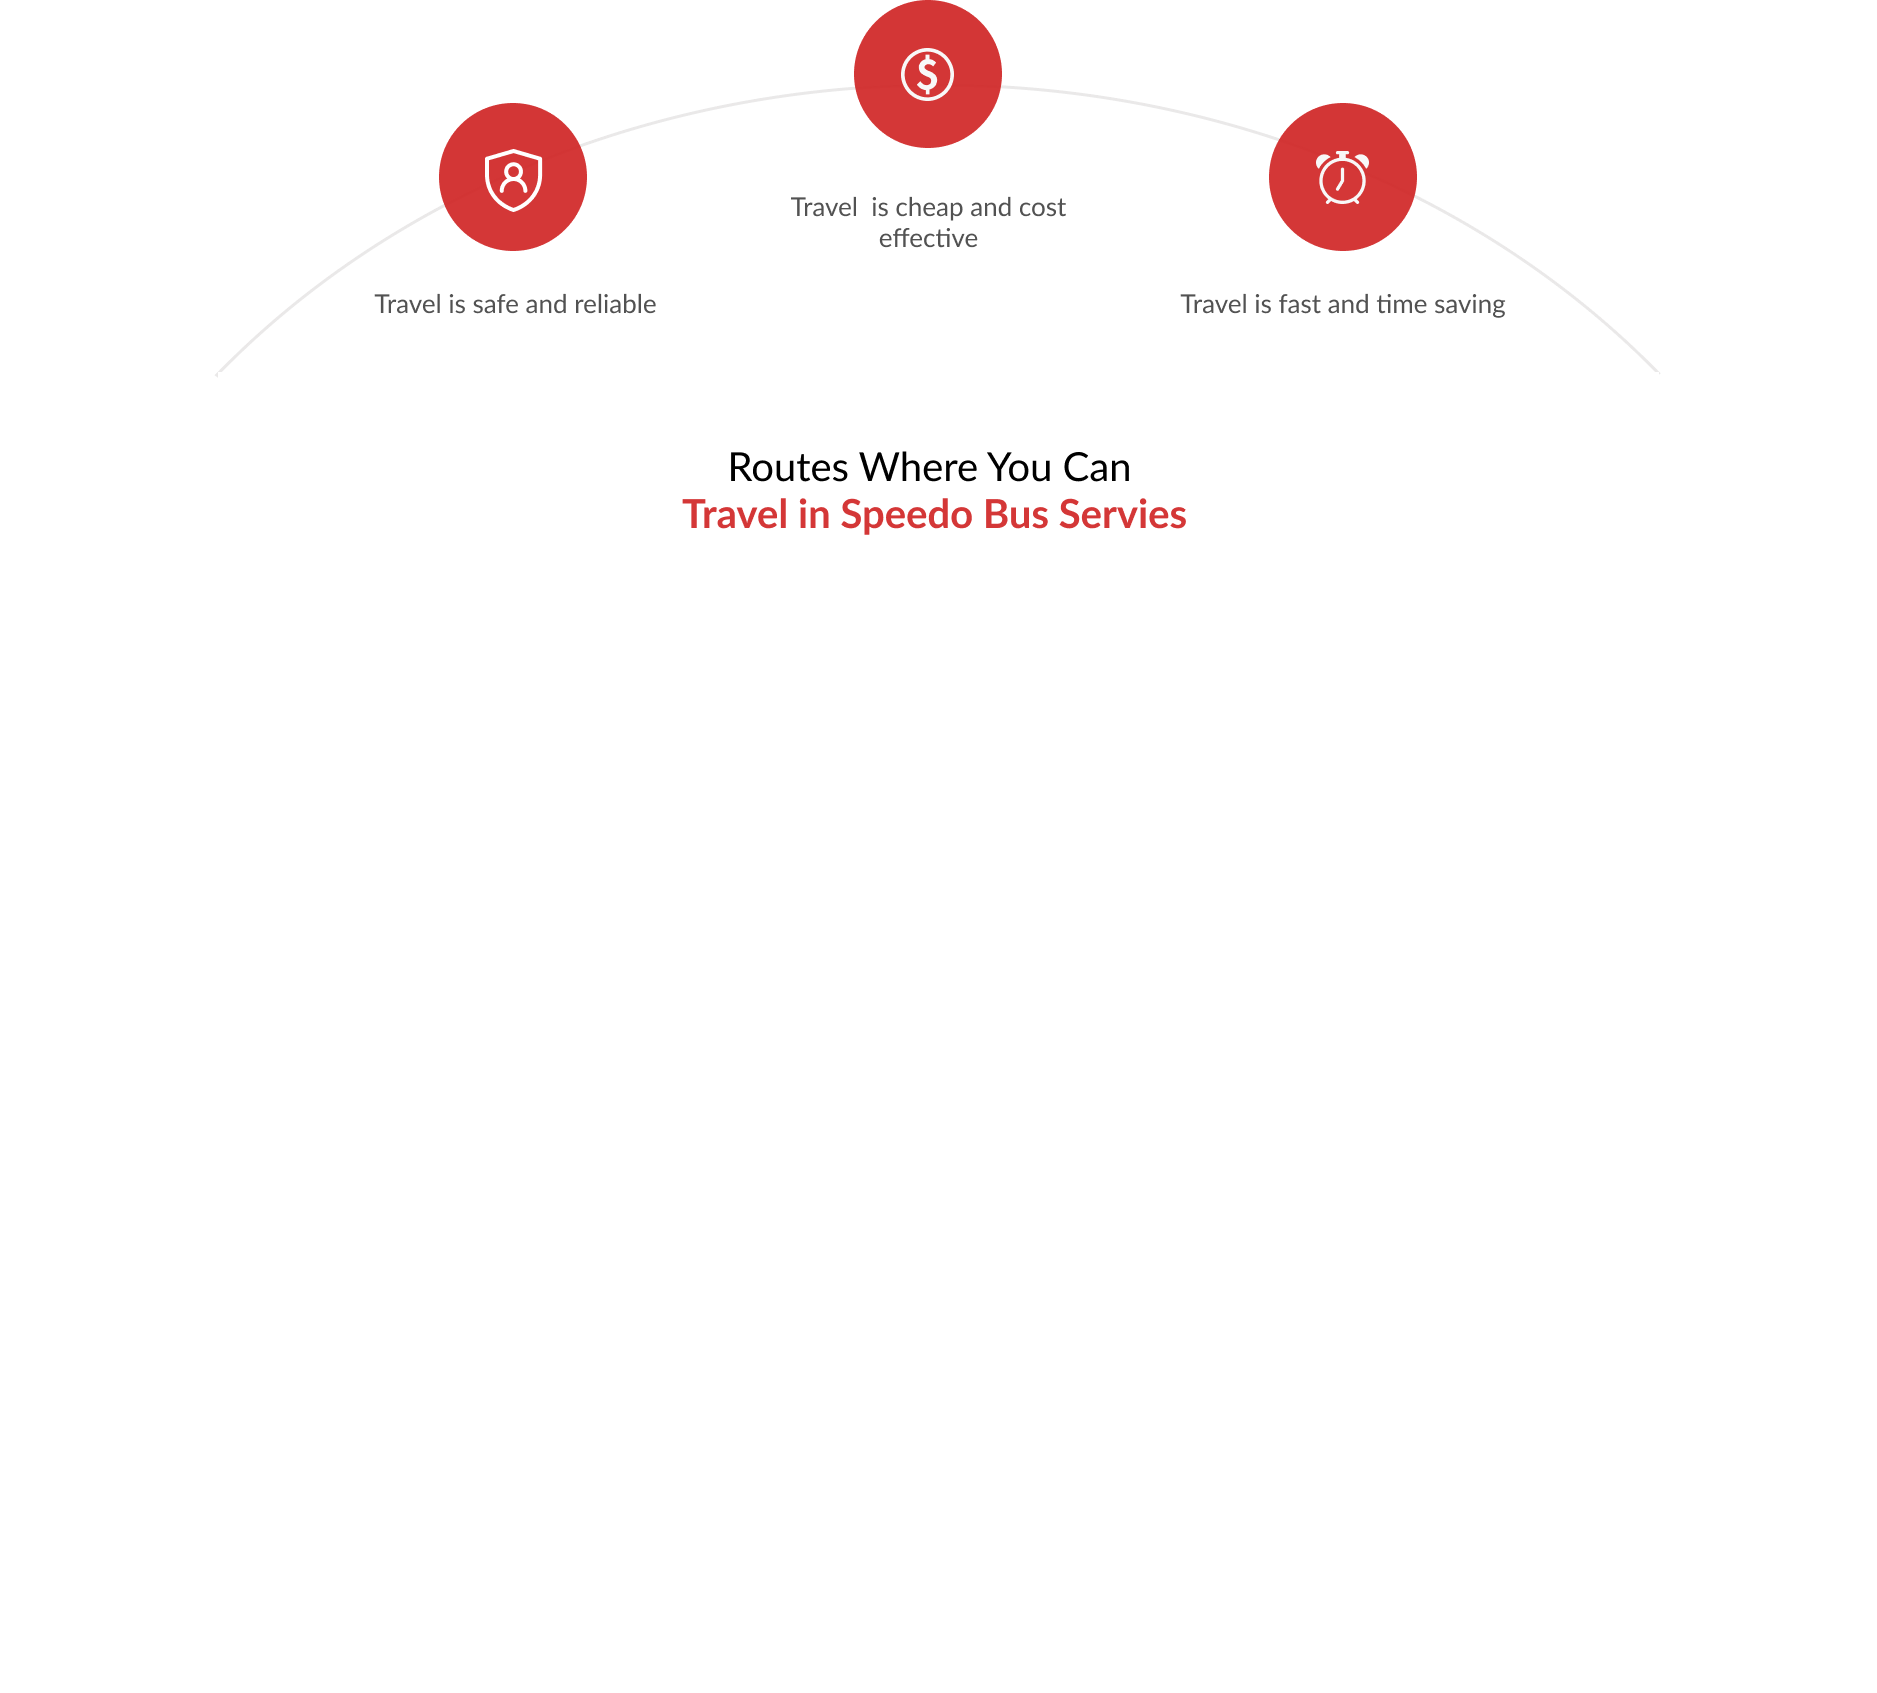 Travel  is cheap and cost
effective
Travel is safe and reliable
Travel is fast and time saving
Routes Where You Can
Travel in Speedo Bus Servies